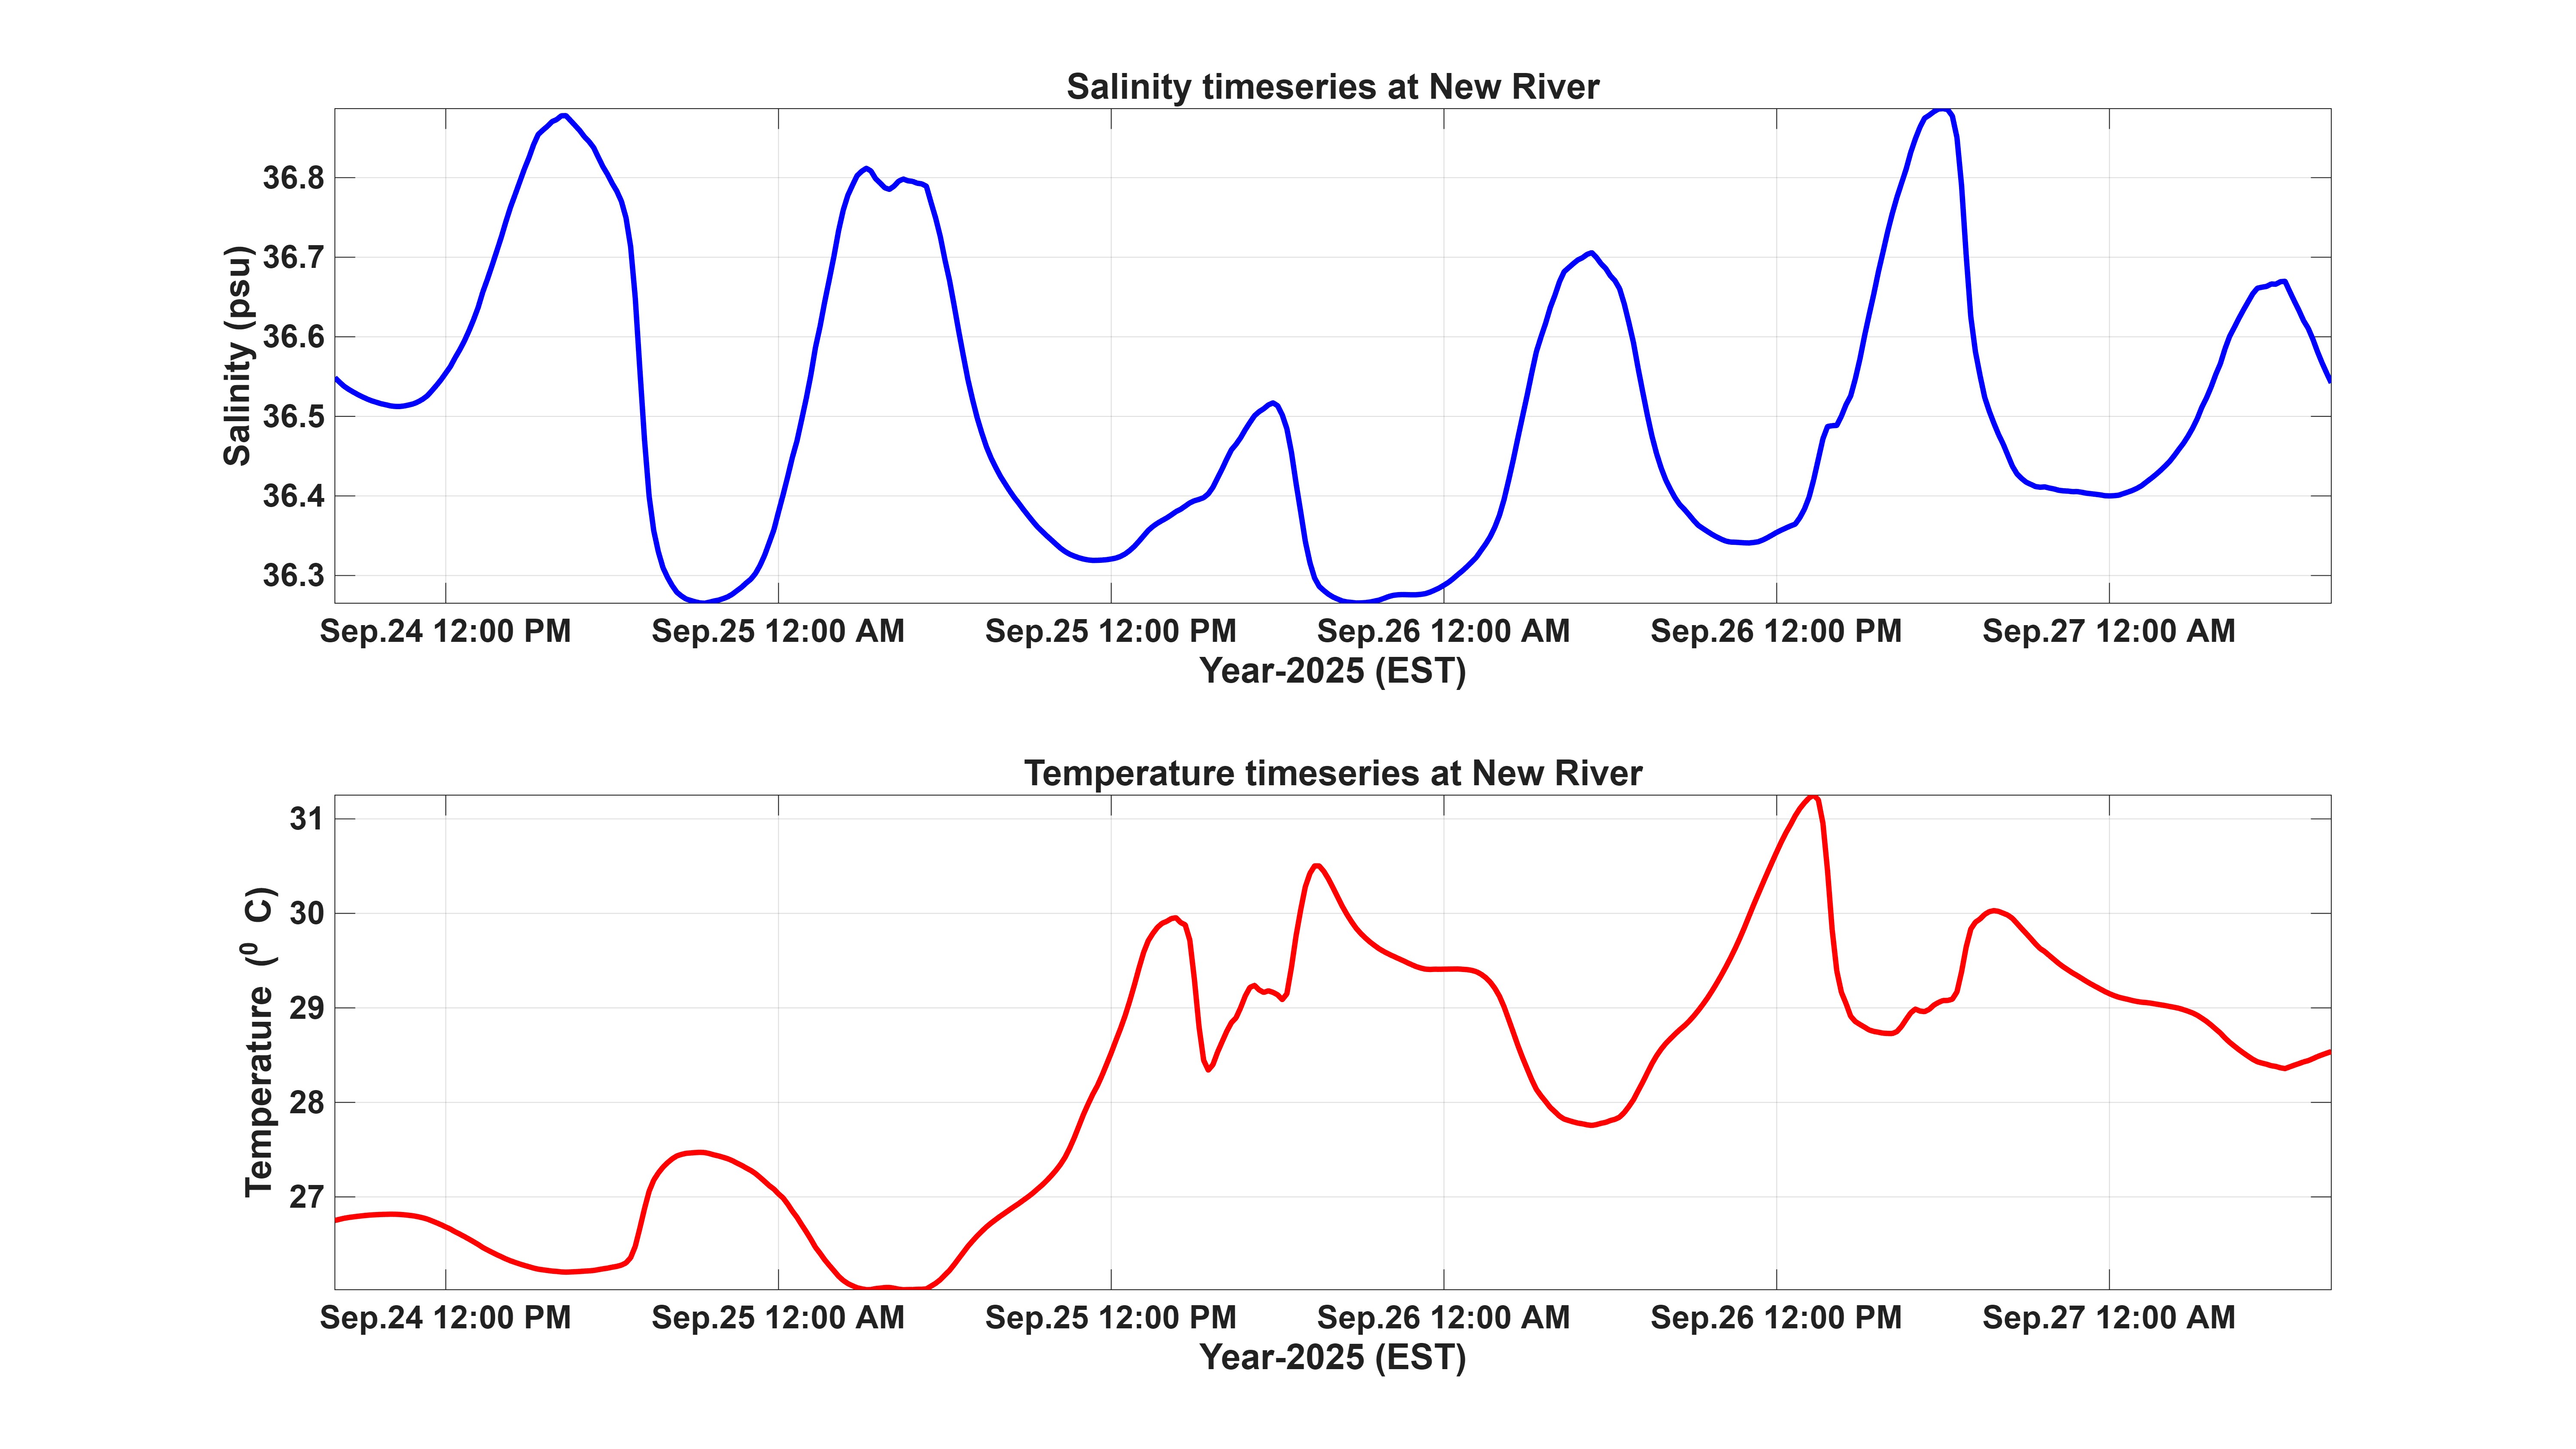 Salinity timeseries at New River
Salinity (psu)
36.8
36.7
36.6
36.5
36.4
36.3
Sep.24 12:00 PM Sep.25 12:00 AM Sep.25 12:00 PM Sep.26 12:00 AM Sep.26 12:00 PM Sep.27 12:00 AM
Year-2025 (EST)
Temperature timeseries at New River
Temperature (⁰ C)
31
30
29
28
27
Sep.24 12:00 PM Sep.25 12:00 AM Sep.25 12:00 PM Sep.26 12:00 AM Sep.26 12:00 PM Sep.27 12:00 AM
Year-2025 (EST)